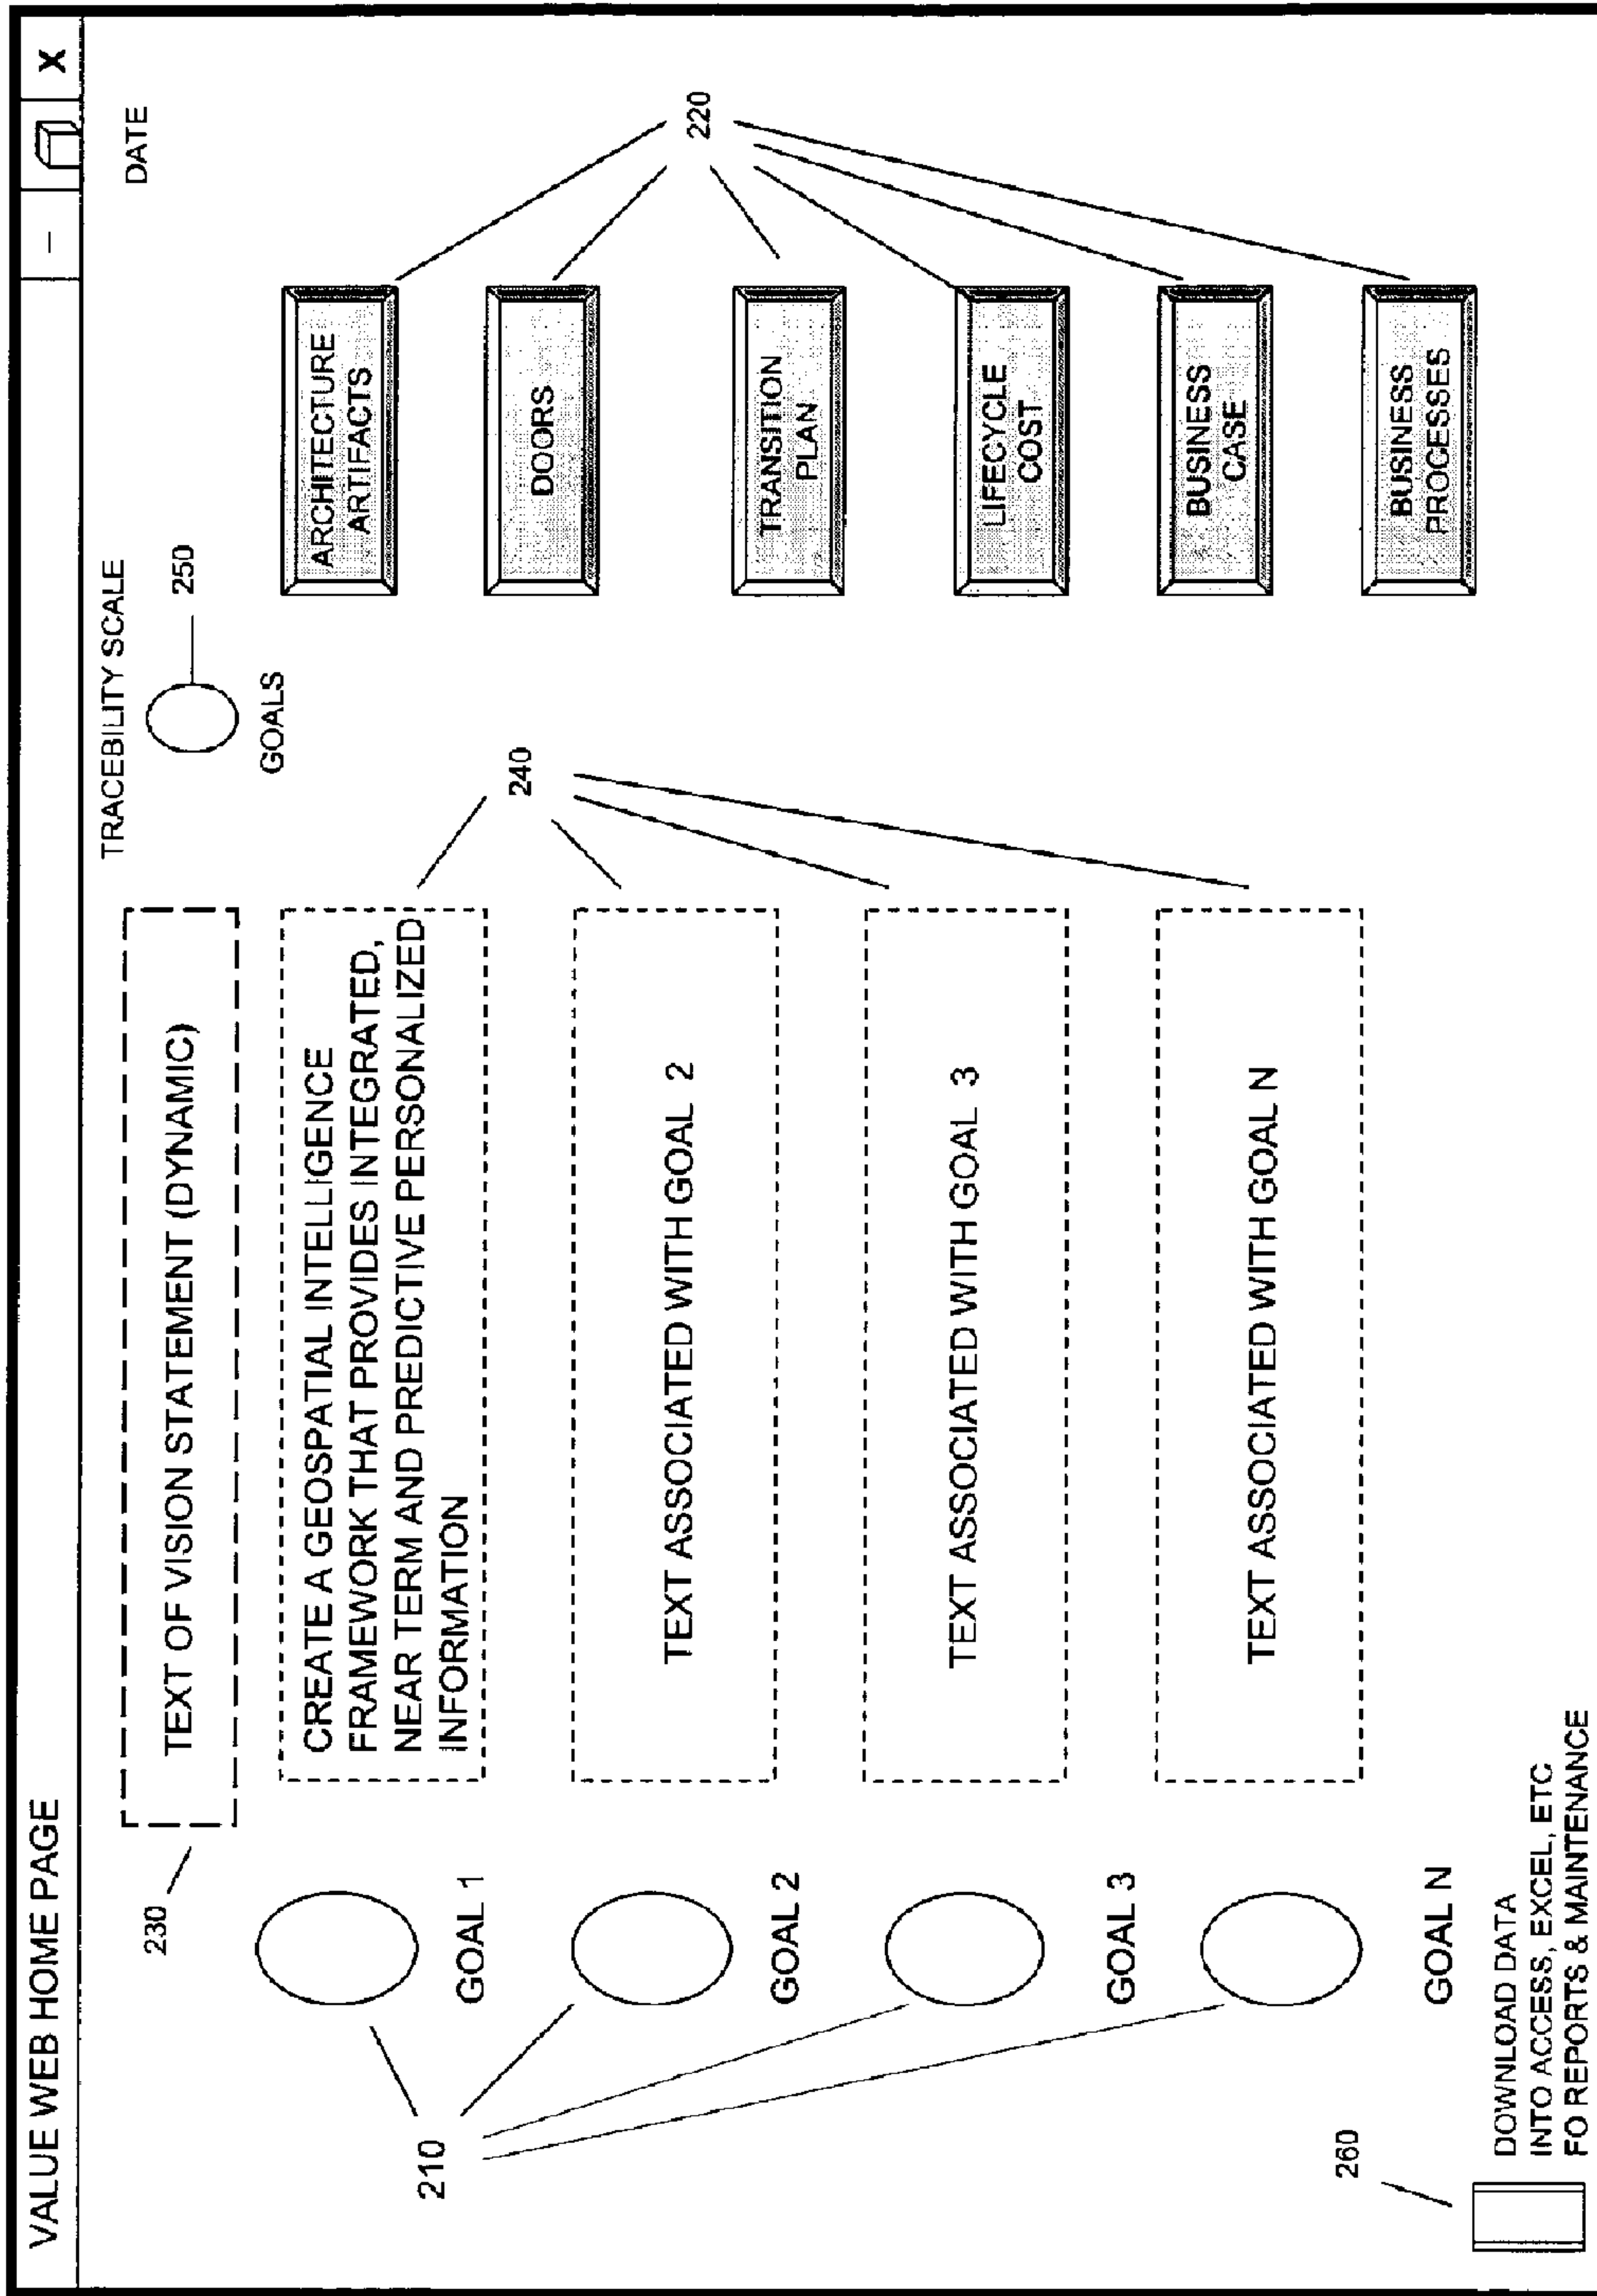 VALUE WEB HOME PAGE
–
X
TRACEBILITY SCALE
DATE
250
GOALS
230
TEXT OF VISION STATEMENT (DYNAMIC)
240
220
210
GOAL 1
CREATE A GEOSPATIAL INTELLIGENCE
FRAMEWORK THAT PROVIDES INTEGRATED,
NEAR TERM AND PREDICTIVE PERSONALIZED
INFORMATION
GOAL 2
TEXT ASSOCIATED WITH GOAL 2
GOAL 3
TEXT ASSOCIATED WITH GOAL 3
GOAL N
TEXT ASSOCIATED WITH GOAL N
ARCHITECTURE
ARTIFACTS
DOORS
TRANSITION
PLAN
LIFECYCLE
COST
BUSINESS
CASE
BUSINESS
PROCESSES
260
DOWNLOAD DATA
INTO ACCESS, EXCEL, ETC
FO REPORTS & MAINTENANCE